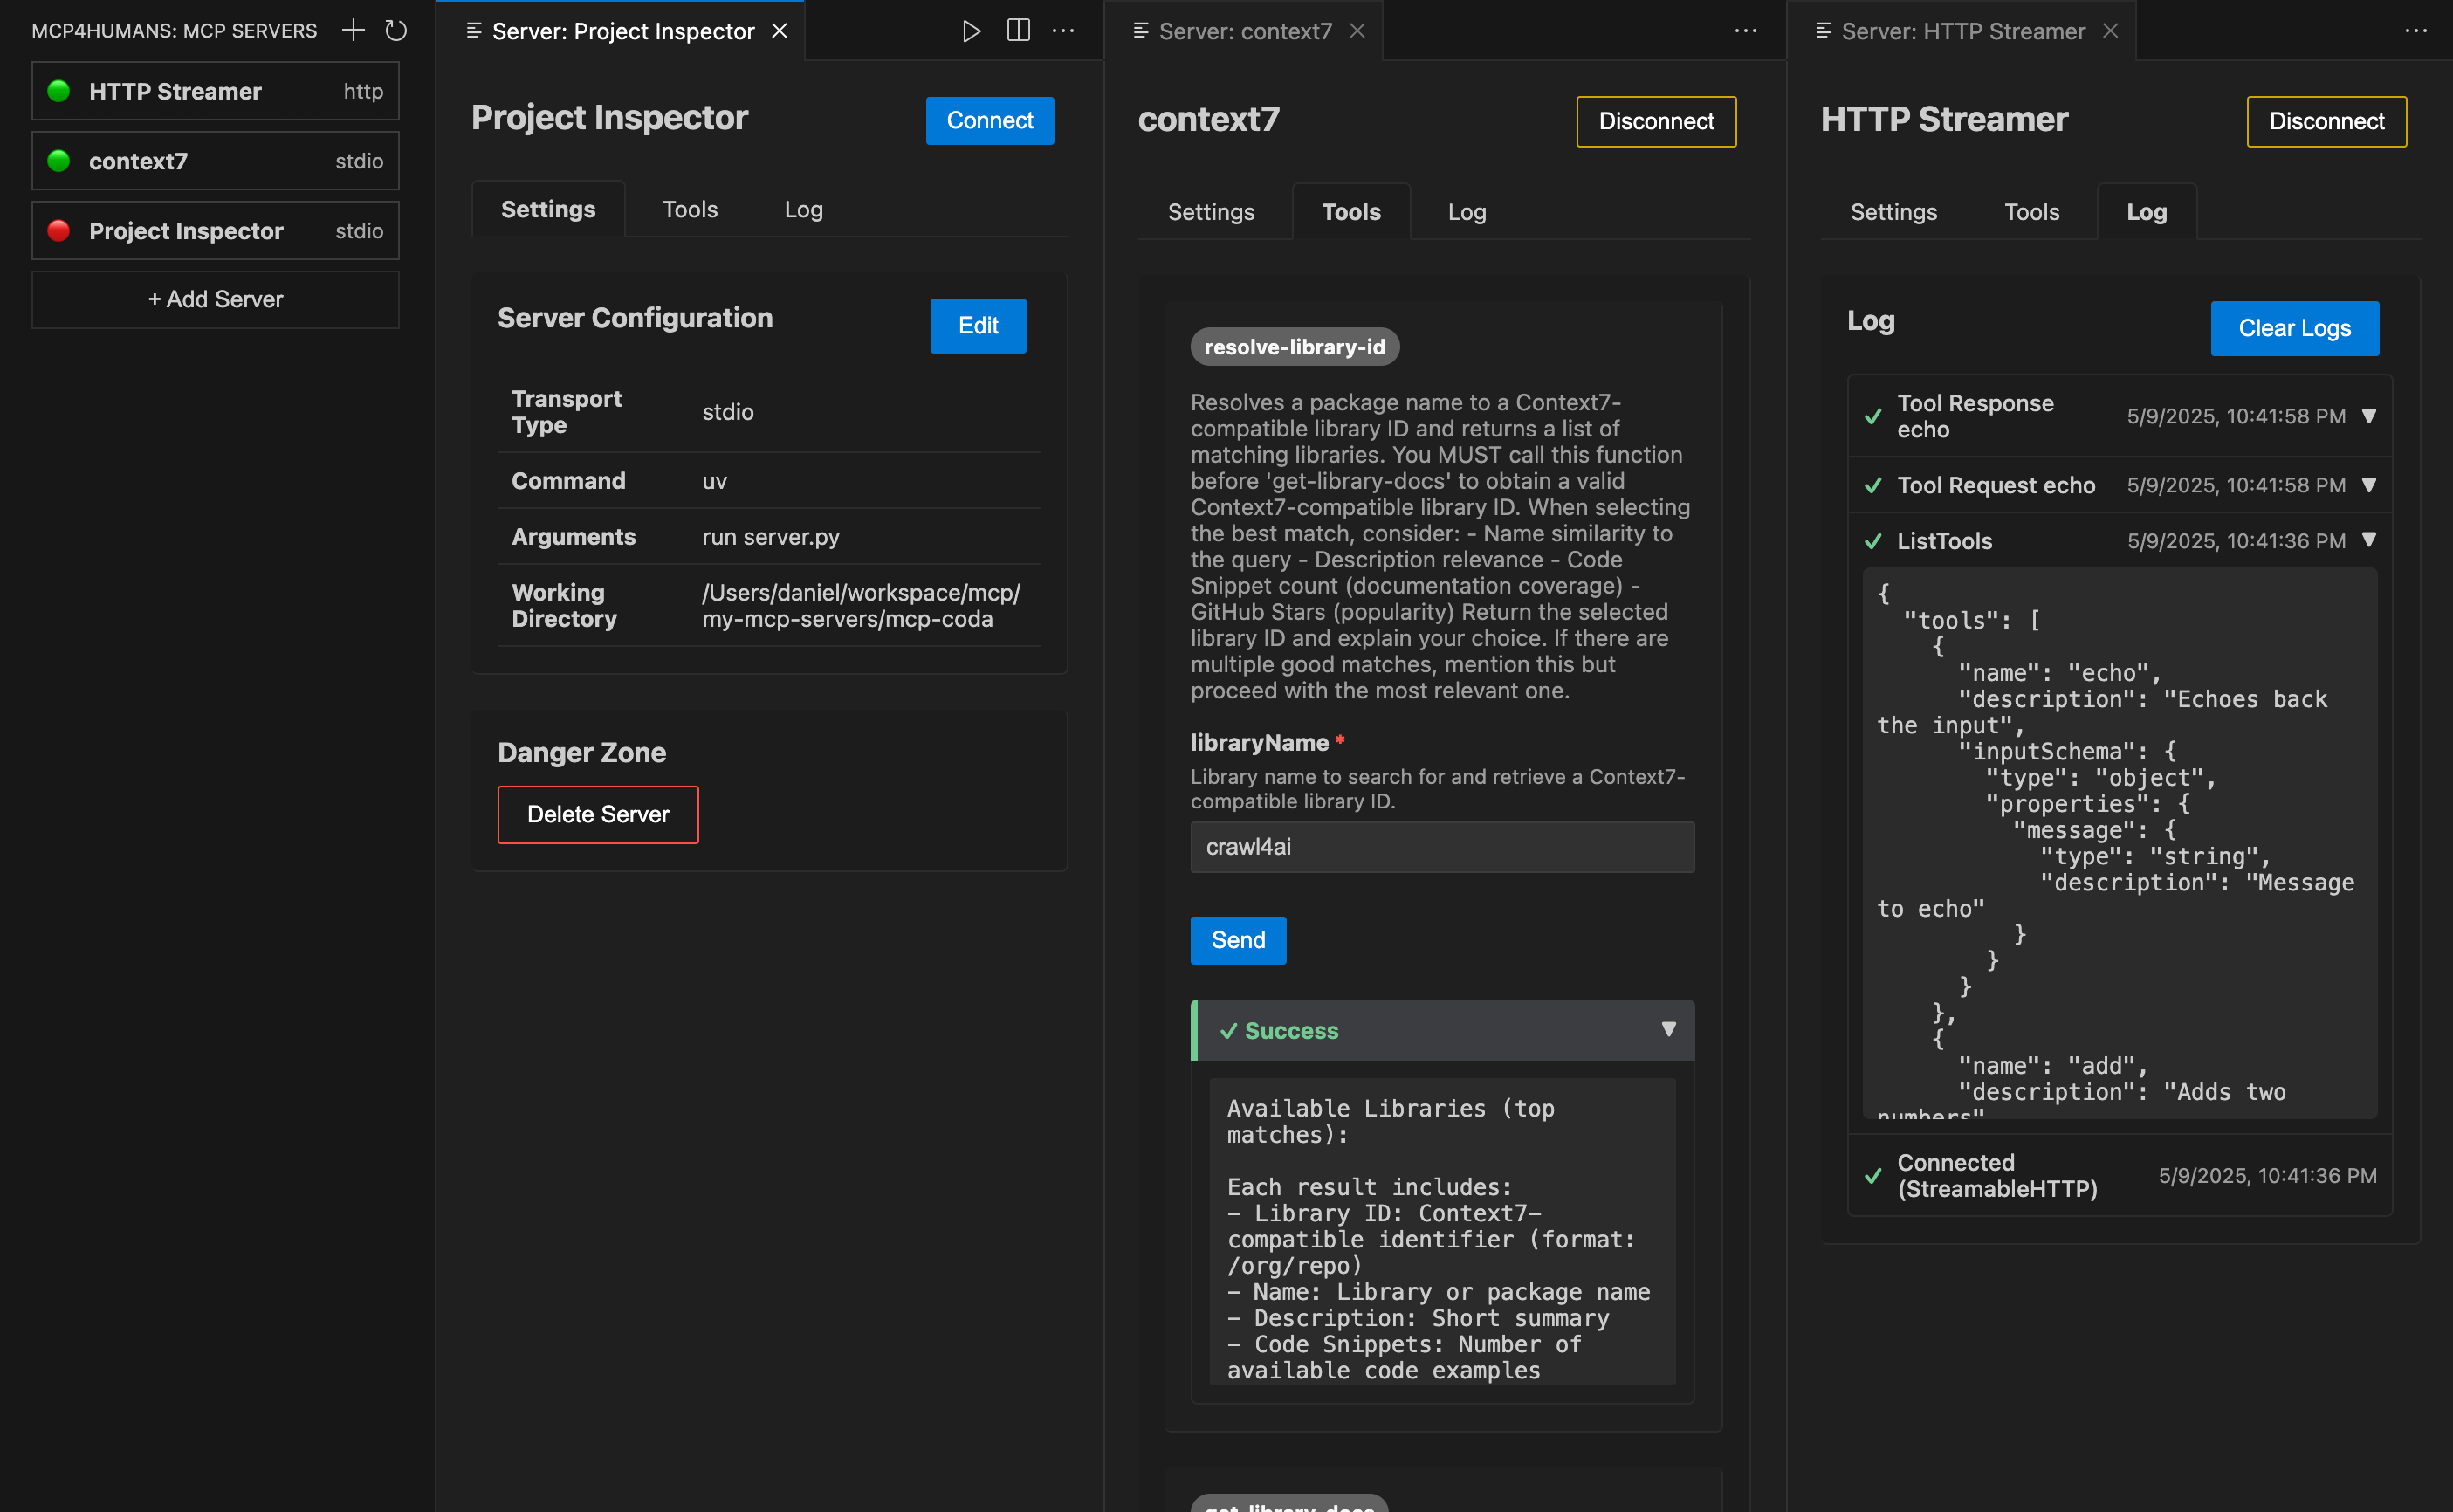 MCP4HUMANS: MCP SERVERS
HTTP Streamer http
context7 stdio
Project Inspector stdio
+ Add Server
Server: Project Inspector
Project Inspector
Connect
Settings Tools Log
Server Configuration
Edit
Transport
Type
stdio
Command uv
Arguments run server.py
Working
Directory
/Users/daniel/workspace/mcp/
my-mcp-servers/mcp-coda
Danger Zone
Delete Server
Server: context7
context7
Disconnect
Settings Tools Log
resolve-library-id
Resolves a package name to a Context7-
compatible library ID and returns a list of
matching libraries. You MUST call this function
before 'get-library-docs' to obtain a valid
Context7-compatible library ID. When selecting
the best match, consider: - Name similarity to
the query - Description relevance - Code
Snippet count (documentation coverage) -
GitHub Stars (popularity) Return the selected
library ID and explain your choice. If there are
multiple good matches, mention this but
proceed with the most relevant one.
libraryName *
Library name to search for and retrieve a Context7-
compatible library ID.
crawl4ai
Send
✓ Success
Available Libraries (top
matches):
Each result includes:
- Library ID: Context7-
compatible identifier (format:
/org/repo)
- Name: Library or package name
- Description: Short summary
- Code Snippets: Number of
available code examples
get-library-docs
Server: HTTP Streamer
HTTP Streamer
Disconnect
Settings Tools Log
Log
Clear Logs
Tool Response
echo
5/9/2025, 10:41:58 PM
Tool Request echo 5/9/2025, 10:41:58 PM
ListTools 5/9/2025, 10:41:36 PM
{
"tools": [
{
"name": "echo",
"description": "Echoes back
the input",
"inputSchema": {
"type": "object",
"properties": {
"message": {
"type": "string",
"description": "Message
to echo"
}
}
}
},
{
"name": "add",
"description": "Adds two
numbers"
Connected
(StreamableHTTP)
5/9/2025, 10:41:36 PM